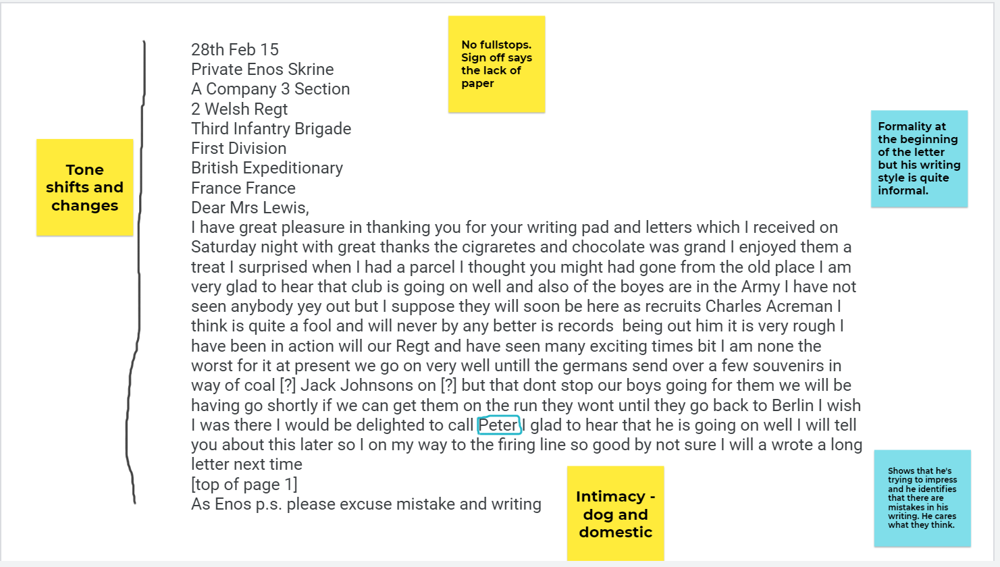 No fullstops.
Sign off says
the lack of
paper
28th Feb 15
Private Enos Skrine
A Company 3 Section
2 Welsh Regt
Third Infantry Brigade
First Division
British Expeditionary
France France
Dear Mrs Lewis,
I have great pleasure in thanking you for your writing pad and letters which I received on
Saturday night with great thanks the cigraretes and chocolate was grand I enjoyed them a
treat I surprised when I had a parcel I thought you might had gone from the old place I am
very glad to hear that club is going on well and also of the boyes are in the Army I have not
seen anybody yey out but I suppose they will soon be here as recruits Charles Acreman I
think is quite a fool and will never by any better is records  being out him it is very rough I
have been in action will our Regt and have seen many exciting times bit I am none the
worst for it at present we go on very well untill the germans send over a few souvenirs in
way of coal [?] Jack Johnsons on [?] but that dont stop our boys going for them we will be
having go shortly if we can get them on the run they wont until they go back to Berlin I wish
I was there I would be delighted to call Peter I glad to hear that he is going on well I will tell
you about this later so I on my way to the firing line so good by not sure I will a wrote a long
letter next time
[top of page 1]
As Enos p.s. please excuse mistake and writing
Tone
shifts and
changes
Formality at
the beginning
of the letter
but his writing
style is quite
informal.
Intimacy -
dog and
domestic
Shows that he's
trying to impress
and he identifies
that there are
mistakes in his
writing. He cares
what they think.